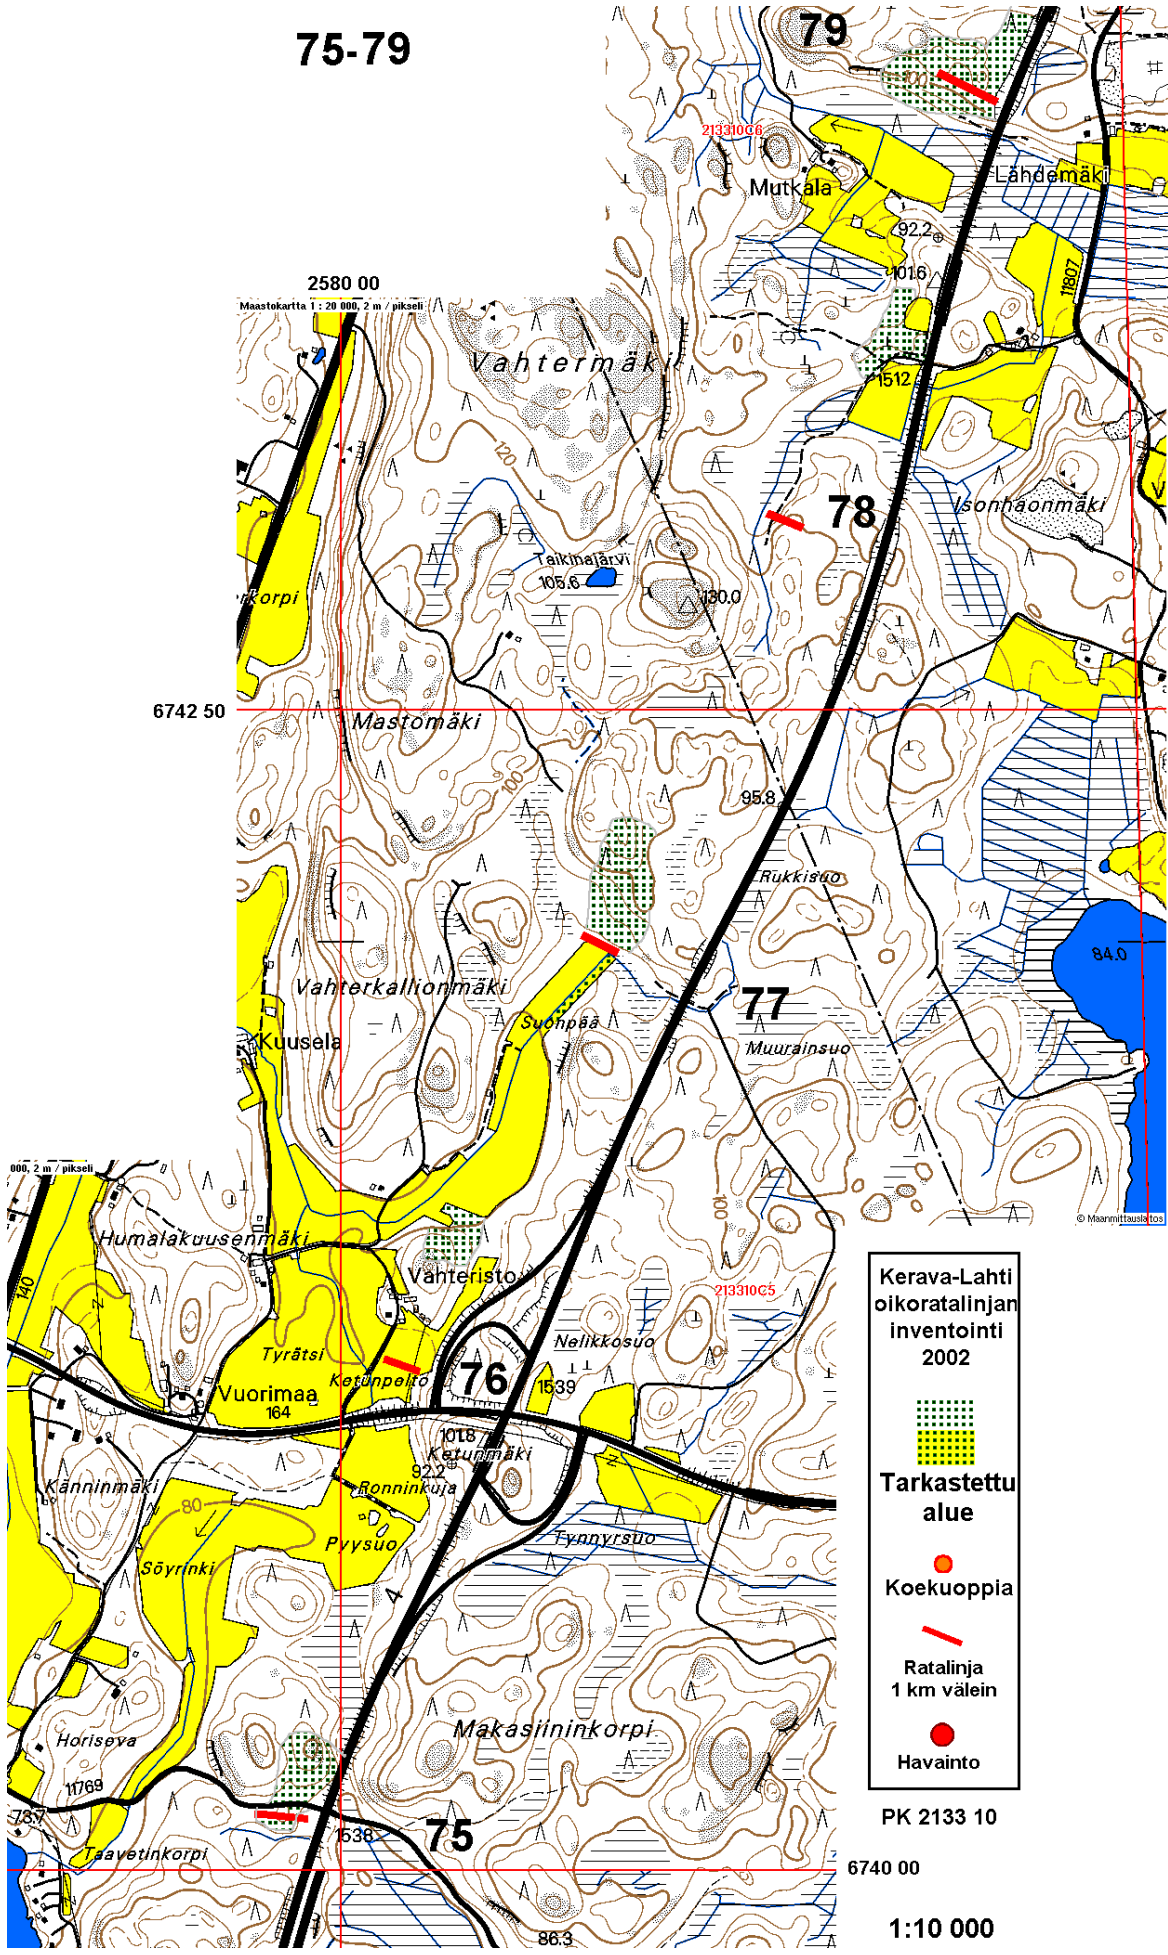 75-79
79
213310C6
Mutkala
Lähdemäki
92.2
101.6
11807
2580 00
Maastokartta 1 : 20 000, 2 m / pikseli
Vahtermäki
1512
120
78
Isonhaonmäki
Taikinajärvi
105.6
130.0
rkorpi
6742 50
Mastomäki
100
95.8
Rukkisuo
84.0
Vahterkallionmäki
77
Suonpää
Kuusela
Muurainsuo
000, 2 m / pikseli
100
© Maanmittauslaitos
Humalakuusenmäki
Vahteristo
140
213310C5
Nelikkosuo
Tyrätsi
Ketunpelto
76
1539
Vuorimaa
164
101.8
Ketunmäki
92.2
Känninmäki
Ronninkuja
80
Pyysuo
Tynnyrsuo
Söyrinki
4
Makasiininkorpi
Horiseva
11769
73.7
1538
75
Taavetinkorpi
86.3
Kerava-Lahti
oikoratalinjan
inventointi
2002
Tarkastettu
alue
Koekuoppia
Ratalinja
1 km välein
Havainto
PK 2133 10
6740 00
1:10 000